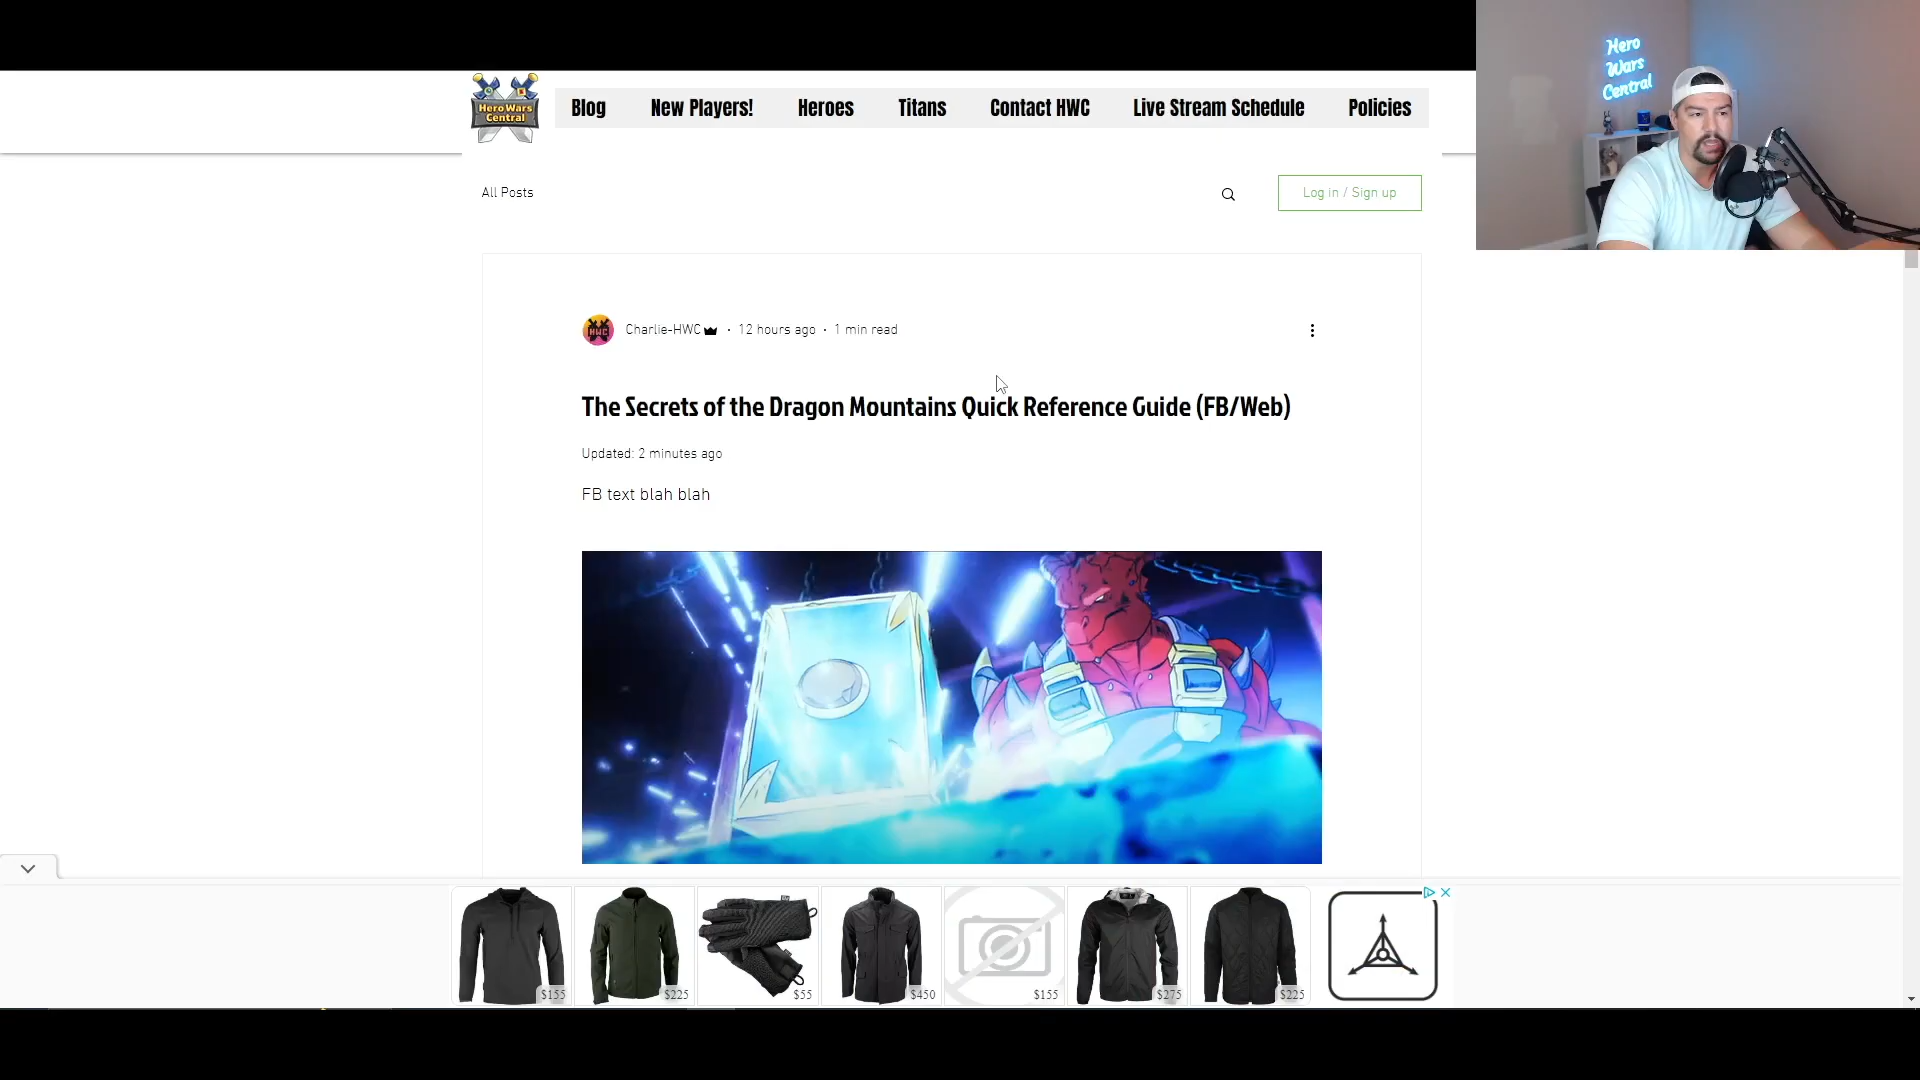 Hero Wars
Central
Blog
New Players!
Heroes
Titans
Contact HWC
Live Stream Schedule
Policies
Hero
Wars
Central
All Posts
Log in / Sign up
HWC
Charlie-HWC · 12 hours ago · 1 min read
The Secrets of the Dragon Mountains Quick Reference Guide (FB/Web)
Updated: 2 minutes ago
FB text blah blah
$155
$225
$55
$450
$155
$275
$225